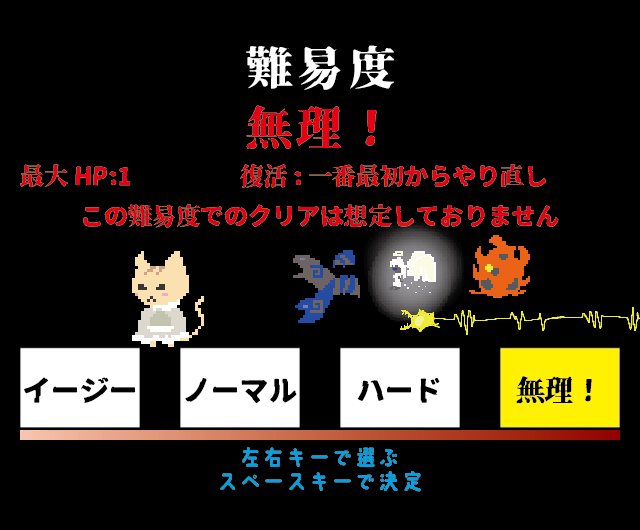 難易度
無理！
最大 HP:1 復活：一番最初からやり直し
この難易度でのクリアは想定しておりません
イージー ノーマル ハード 無理！
左右キーで選ぶ
スペースキーで決定